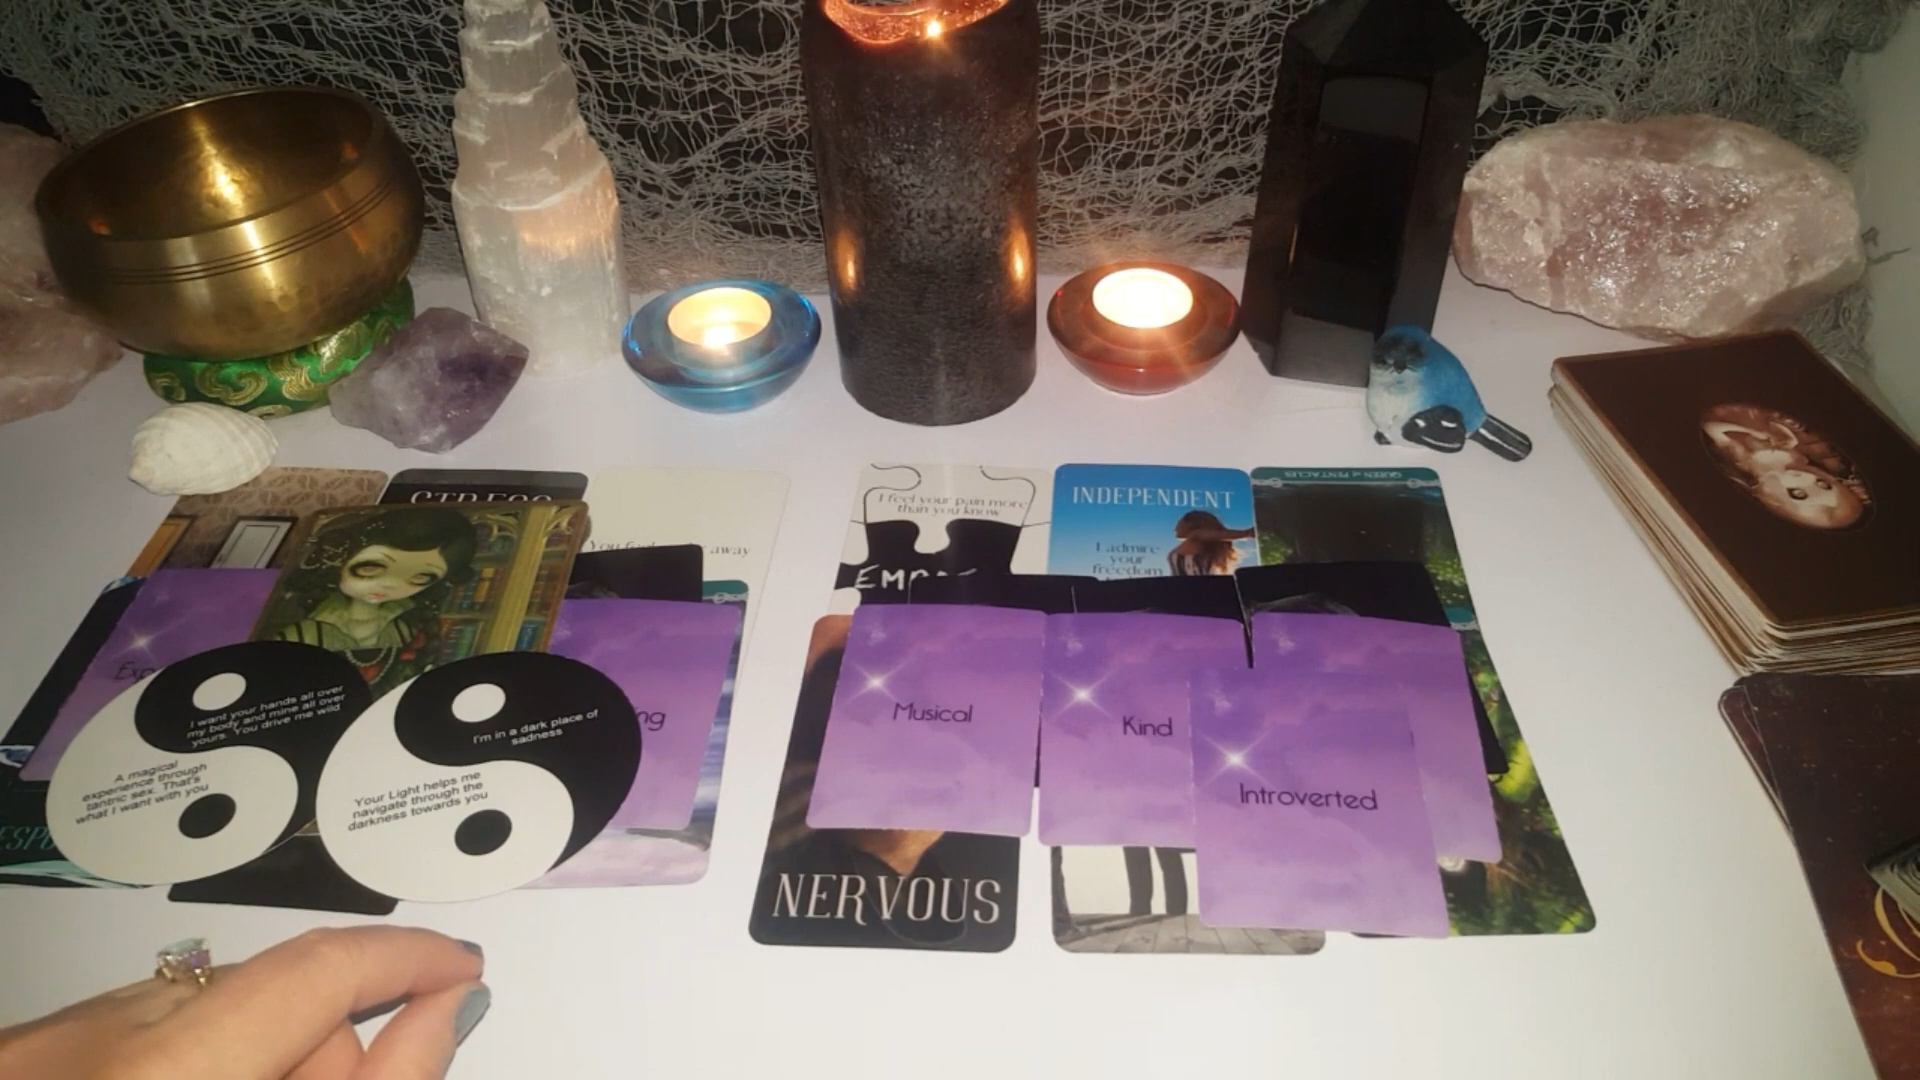 STRESS
away
I feel your pain more
than you know
INDEPENDENT
I admire
your
freedom
QUEEN of PENTACLES
I want your hands all over
my body and mine all over
yours. You drive me wild
A magical
experience through
tantric sex. That's
what I want with you
I'm in a dark place of
sadness
Your Light helps me
navigate through the
darkness towards you
ng
Musical
Kind
Introverted
NERVOUS